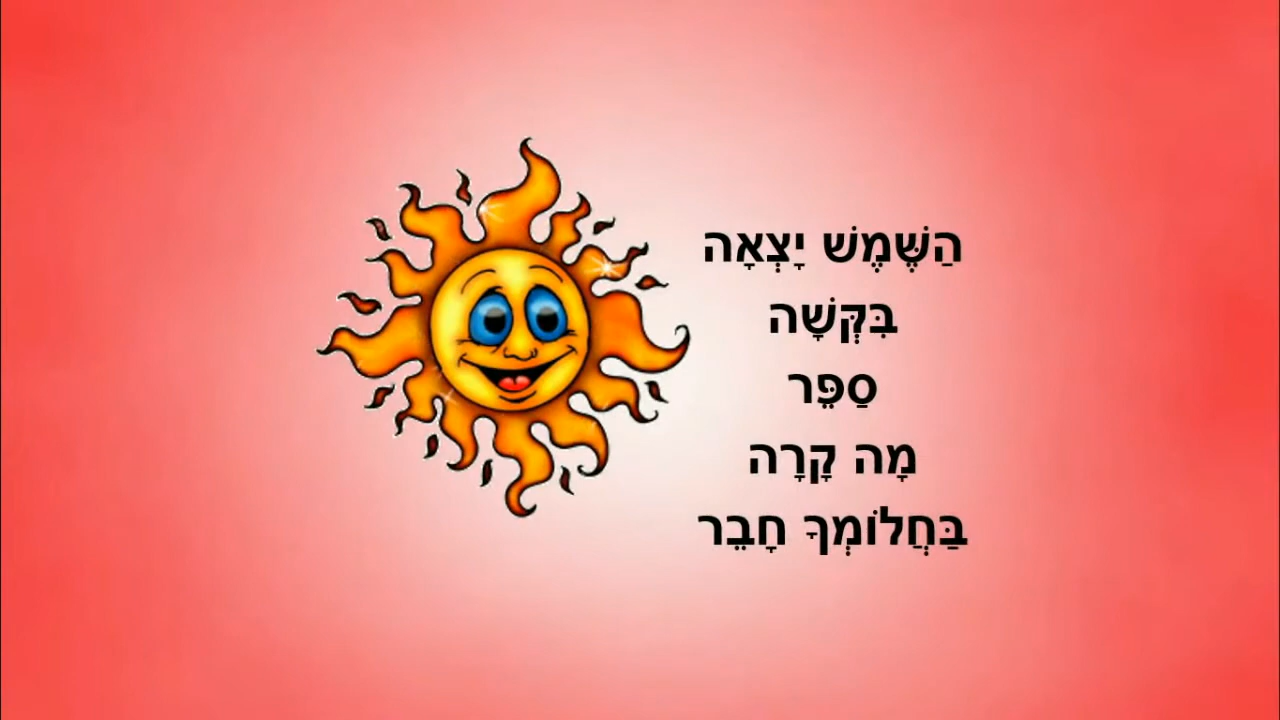 הַשֶּׁמֶשׁ יָצְאָה
בִּקְּשָׁה
סַפֵּר
מָה קָרָה
בַּחֲלוֹמְךָ חָבֵר